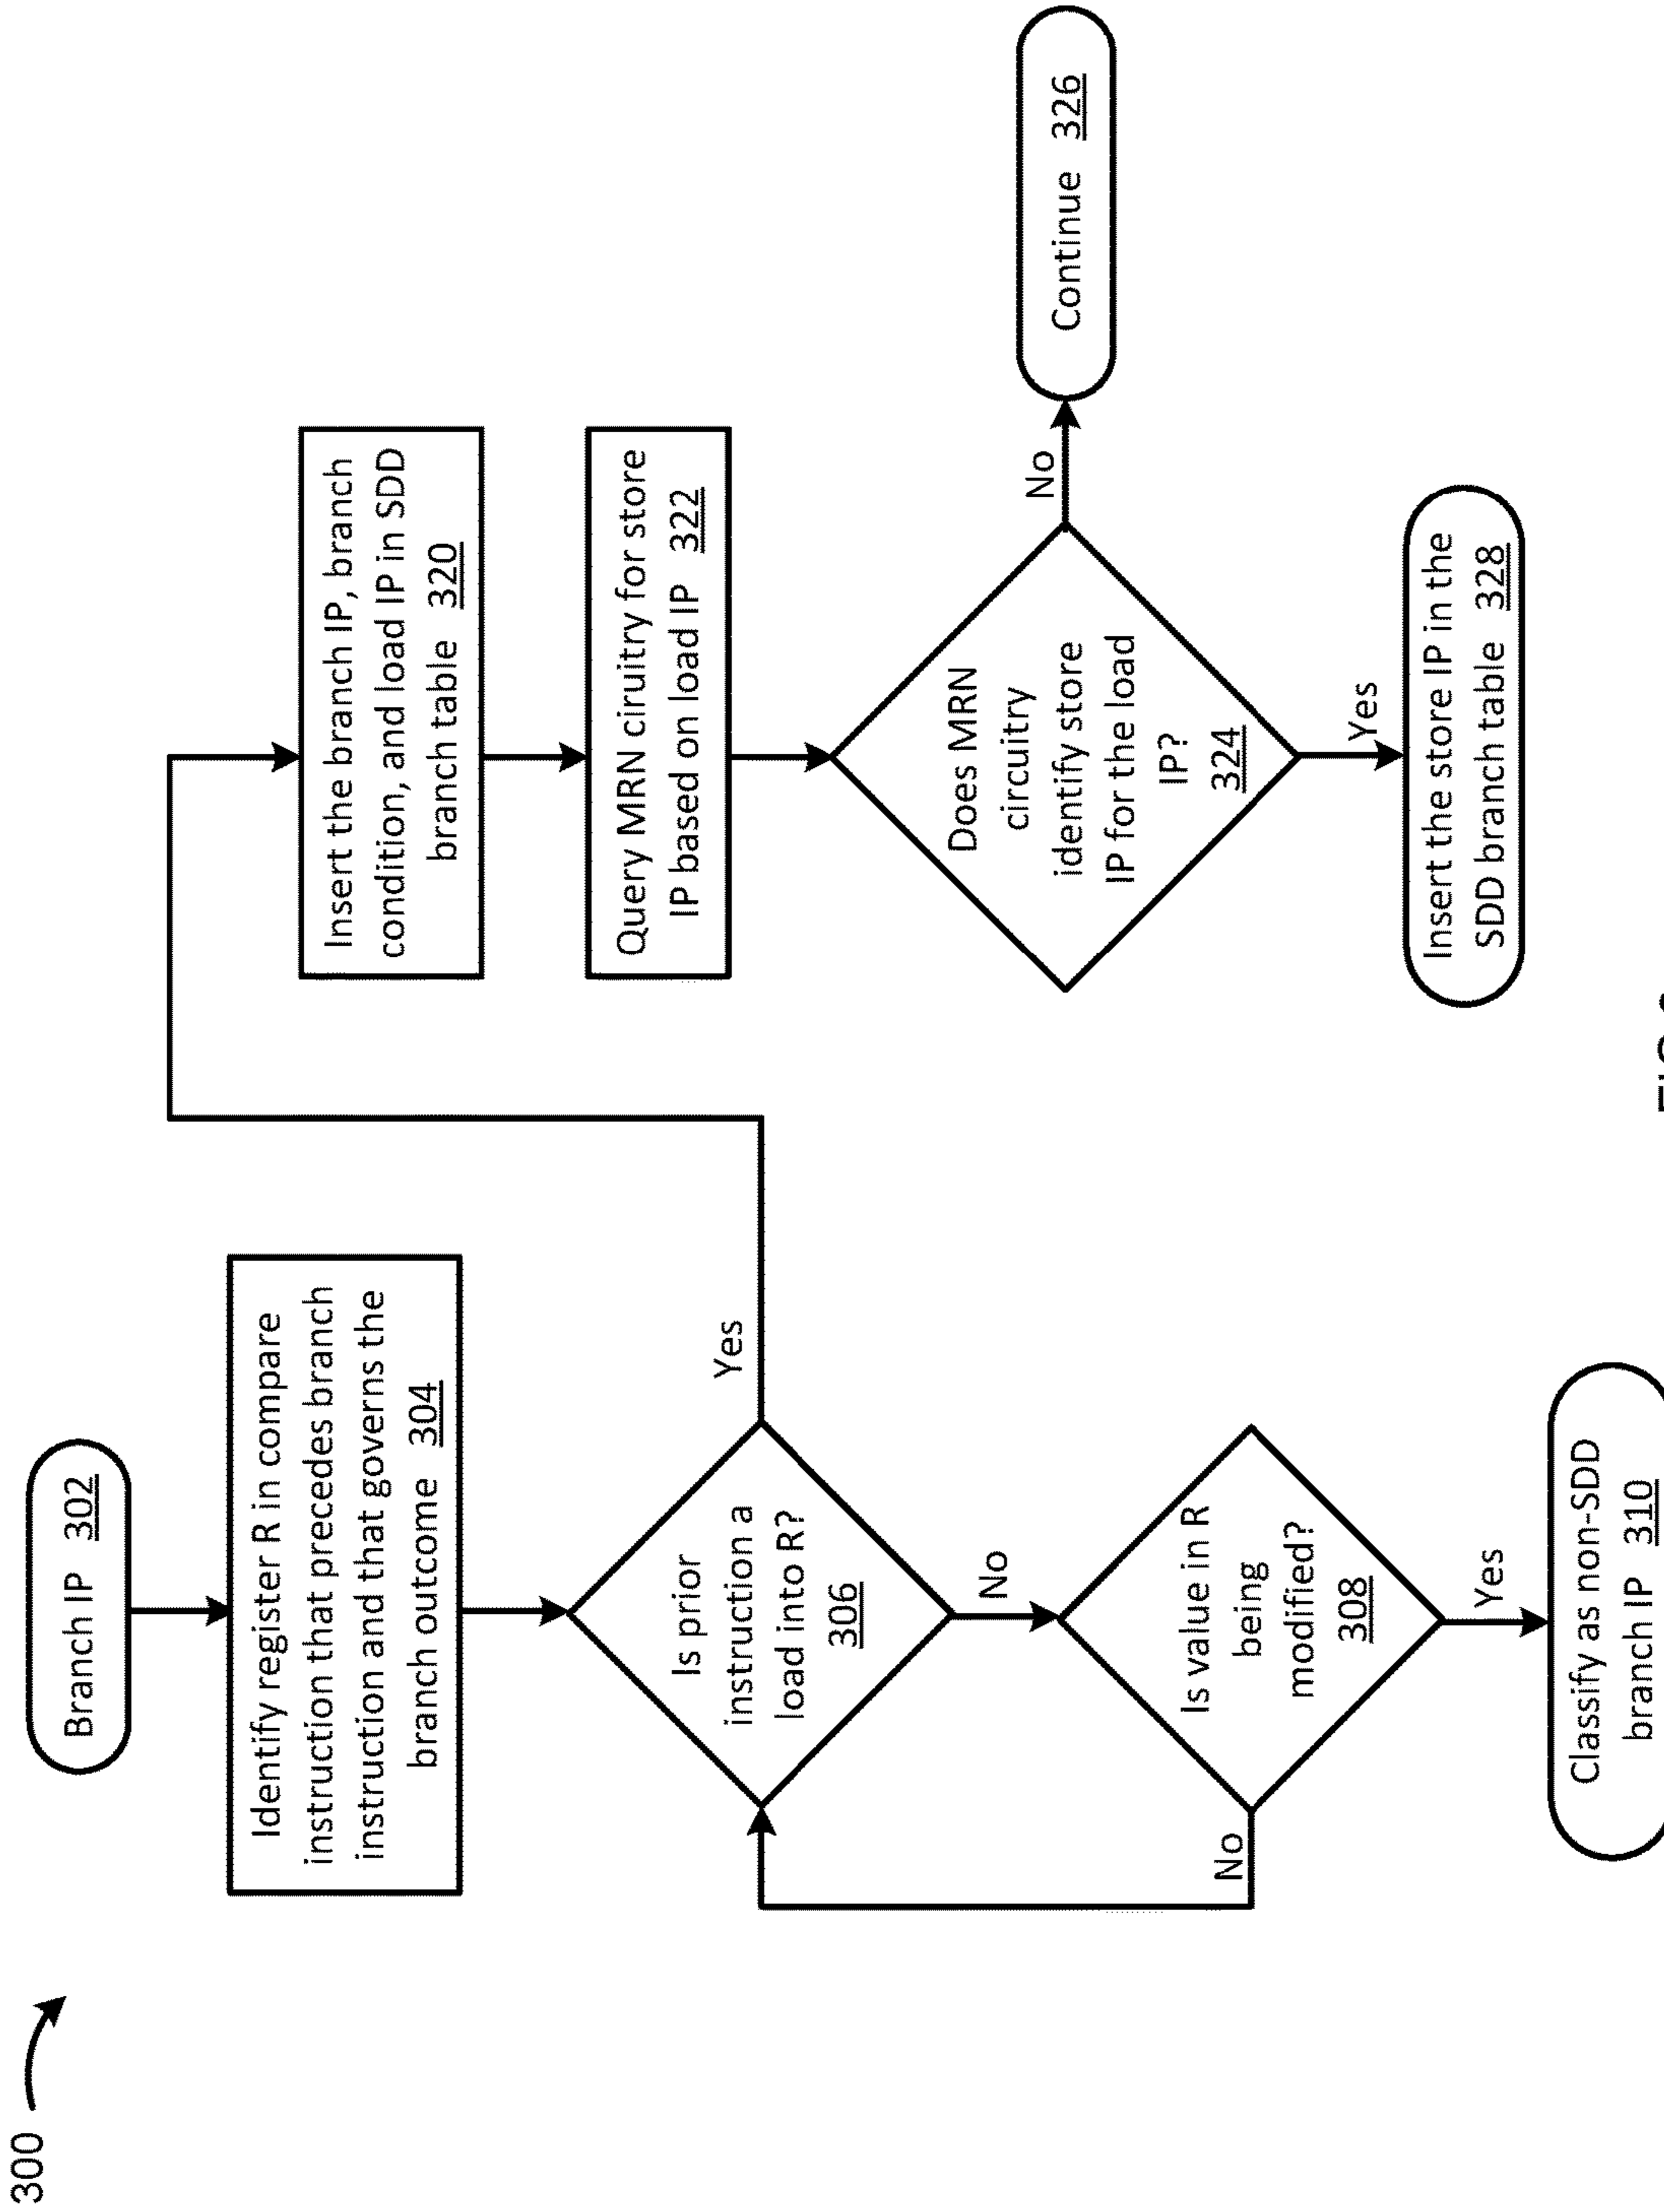 300
Branch IP 302
Identify register R in compare
instruction that precedes branch
instruction and that governs the
branch outcome 304
Is prior
instruction a
load into R?
306
Yes
No
Is value in R
being
modified?
308
No
Yes
Classify as non-SDD
branch IP 310
Insert the branch IP, branch
condition, and load IP in SDD
branch table 320
Query MRN ciruitry for store
IP based on load IP 322
Does MRN
circuitry
identify store
IP for the load
IP?
324
No
Continue 326
Yes
Insert the store IP in the
SDD branch table 328